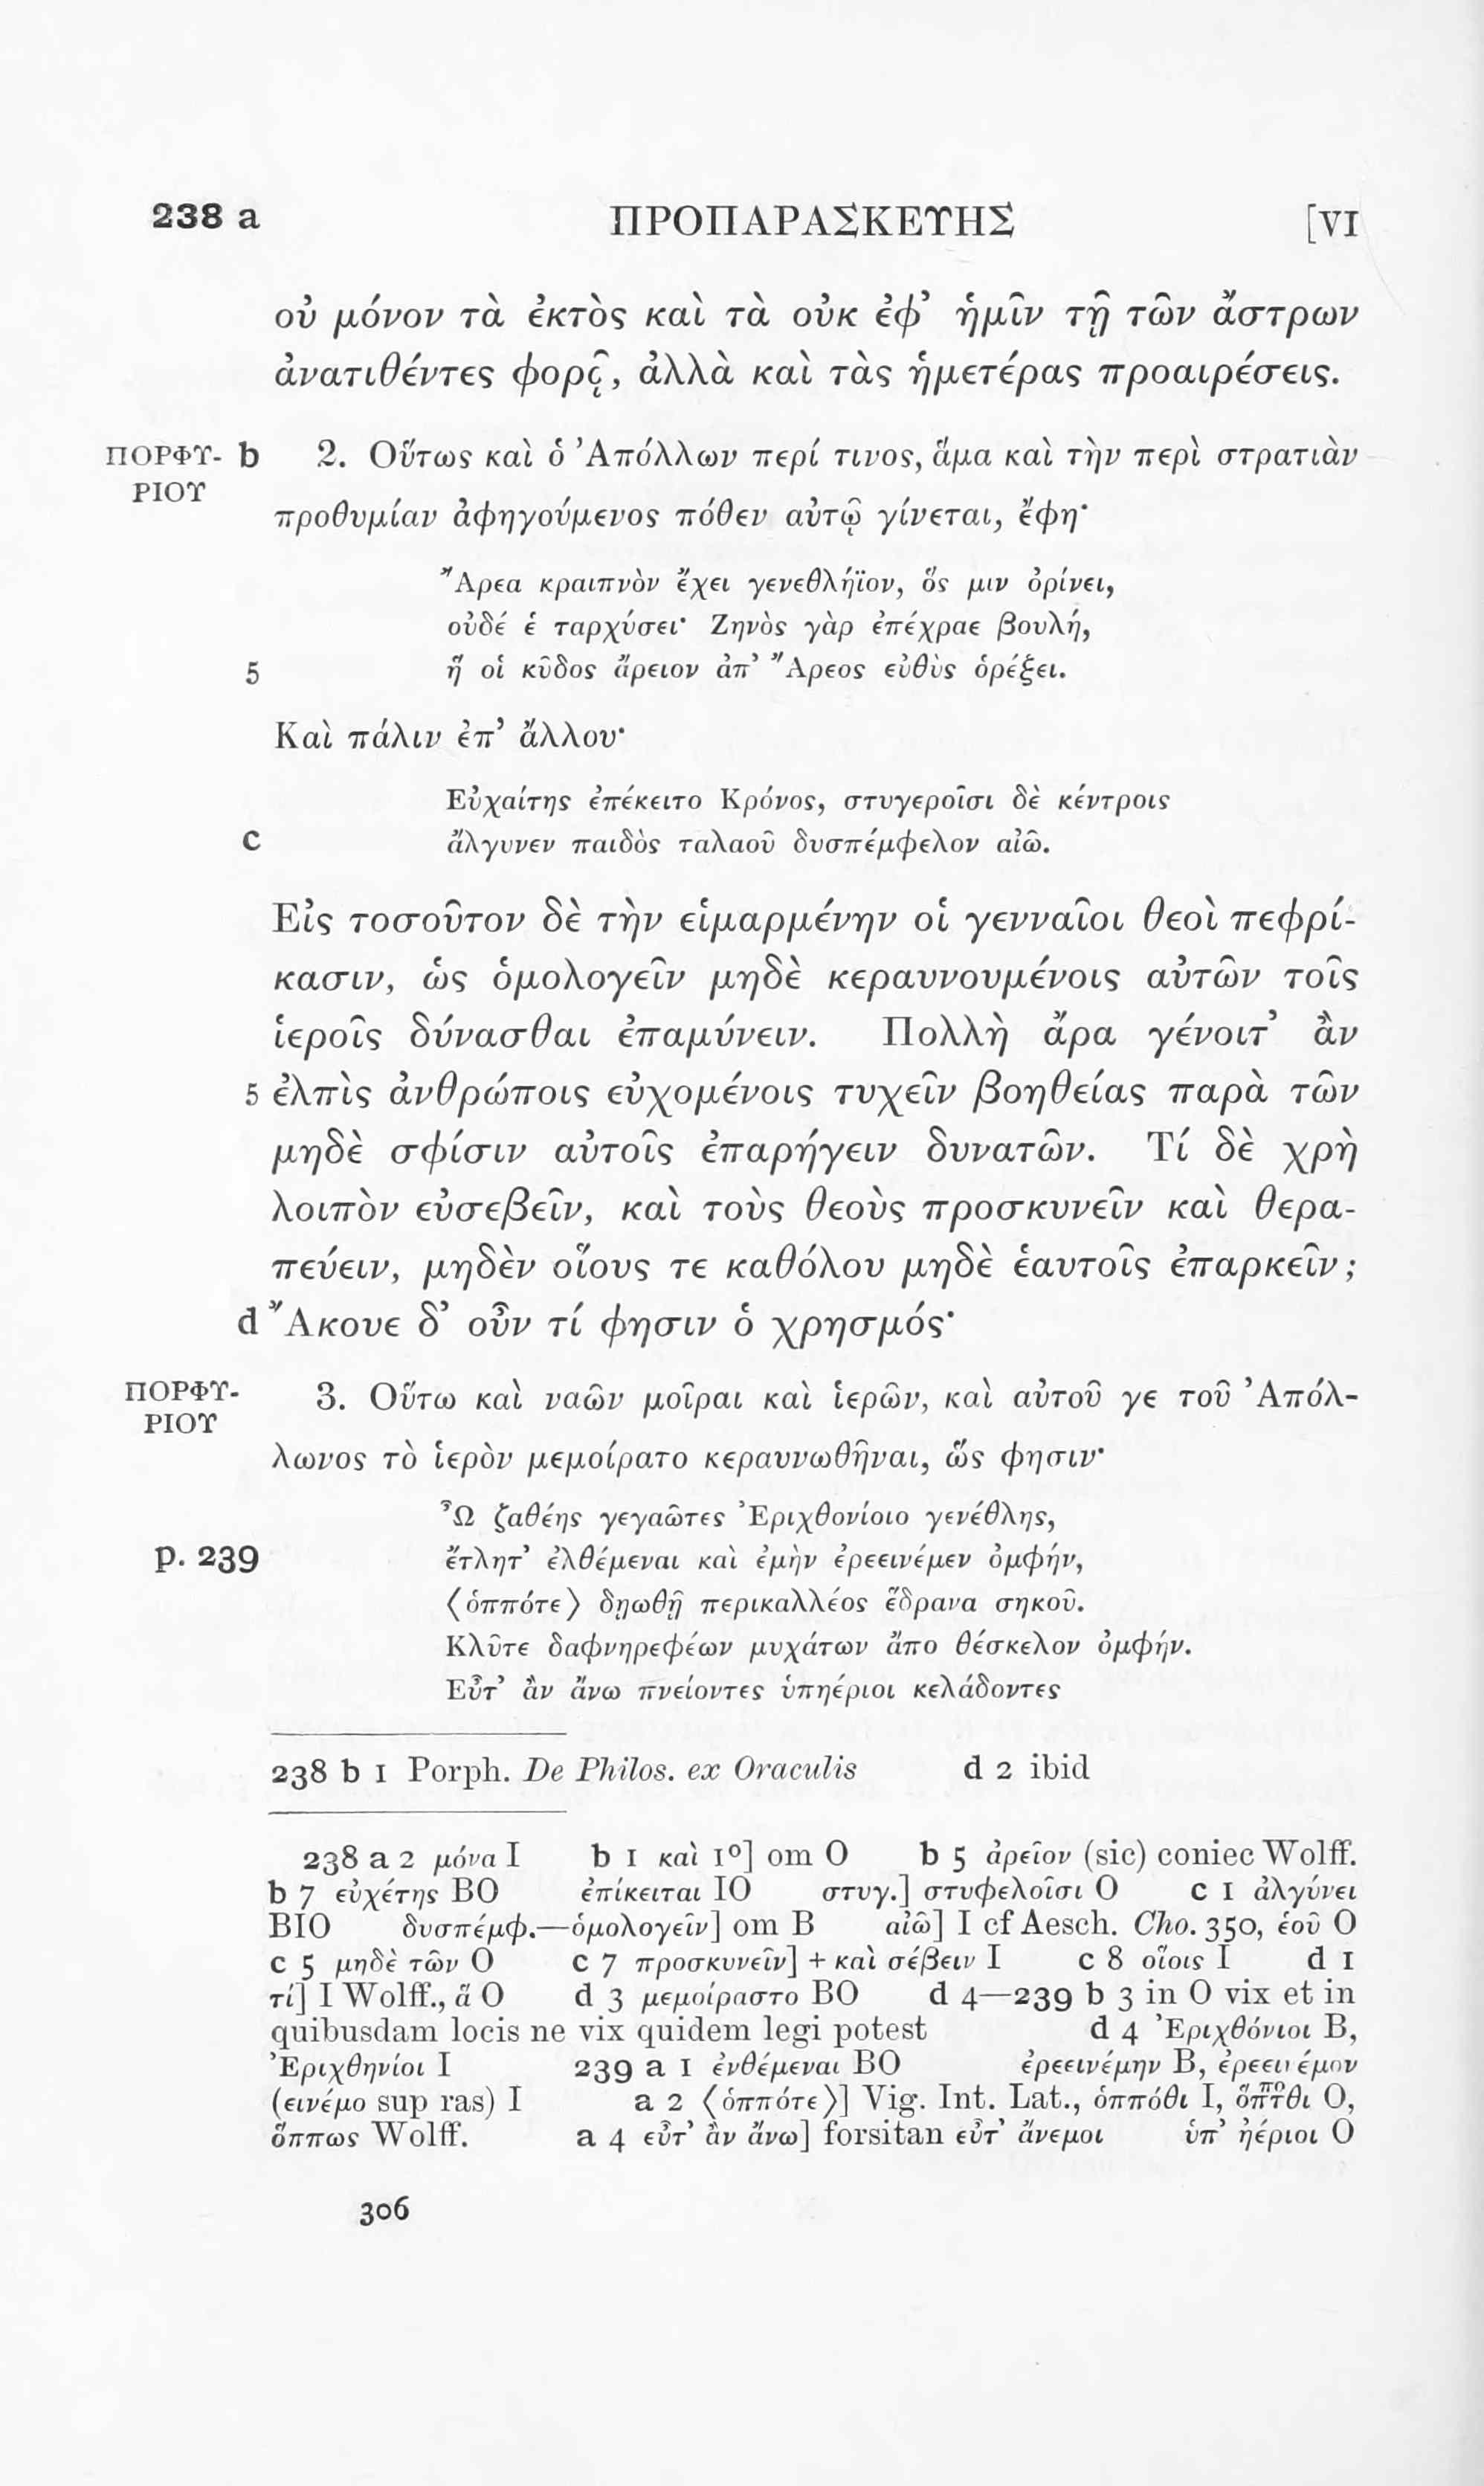 238 a ΠΡΟΠΑΡΑΣΚΕΥΗΣ [VI
οὐ μόνον τὰ ἐκτὸς καὶ τὰ οὐκ ἐφ’ ἡμῖν τῇ τῶν ἄστρων
ἀνατιθέντες φορᾷ, ἀλλὰ καὶ τὰς ἡμετέρας προαιρέσεις.
ΠΟΡΦΥ- b 2. Οὕτως καὶ ὁ Ἀπόλλων περί τινος, ἅμα καὶ τὴν περὶ στρατιὰν
ΡΙΟΥ
προθυμίαν ἀφηγούμενος πόθεν αὐτῷ γίνεται, ἔφη·
Ἄρεα κραιπνὸν ἔχει γενεθλήϊον, ὅς μιν ὀρίνει,
οὐδέ ἑ ταρχύσει· Ζηνὸς γὰρ ἐπέχραε βουλή,
5 ἥ οἱ κῦδος ἄρειον ἀπ’ Ἄρεος εὐθὺς ὀρέξει.
Καὶ πάλιν ἐπ’ ἄλλου·
Εὐχαίτης ἐπέκειτο Κρόνος, στυγεροῖσι δὲ κέντροις
c ἄλγυνεν παιδὸς ταλαοῦ δυσπέμφελον αἰῶ.
Εἰς τοσοῦτον δὲ τὴν εἱμαρμένην οἱ γενναῖοι θεοὶ πεφρί-
κασιν, ὡς ὁμολογεῖν μηδὲ κεραυνουμένοις αὐτῶν τοῖς
ἱεροῖς δύνασθαι ἐπαμύνειν. Πολλὴ ἄρα γένοιτ’ ἂν
5 ἐλπὶς ἀνθρώποις εὐχομένοις τυχεῖν βοηθείας παρὰ τῶν
μηδὲ σφίσιν αὐτοῖς ἐπαρήγειν δυνατῶν. Τί δὲ χρὴ
λοιπὸν εὐσεβεῖν, καὶ τοὺς θεοὺς προσκυνεῖν καὶ θερα-
πεύειν, μηδὲν οἵους τε καθόλου μηδὲ ἑαυτοῖς ἐπαρκεῖν;
d Ἄκουε δ’ οὖν τί φησιν ὁ χρησμός·
ΠΟΡΦΥ- 3. Οὕτω καὶ ναῶν μοῖραι καὶ ἱερῶν, καὶ αὐτοῦ γε τοῦ Ἀπόλ-
ΡΙΟΥ
λωνος τὸ ἱερὸν μεμοίρατο κεραυνωθῆναι, ὥς φησιν·
Ὦ ζαθέης γεγαῶτες Ἐριχθονίοιο γενέθλης,
p. 239 ἔτλητ’ ἐλθέμεναι καὶ ἐμὴν ἐρεεινέμεν ὀμφήν,
⟨ὁππότε⟩ δῃωθῇ περικαλλέος ἕδρανα σηκοῦ.
Κλῦτε δαφνηρεφέων μυχάτων ἄπο θέσκελον ὀμφήν.
Εὖτ’ ἂν ἄνω πνείοντες ὑπηέριοι κελάδοντες
238 b 1 Porph. De Philos. ex Oraculis d 2 ibid
238 a 2 μόνα I b 1 καὶ 1º] om O b 5 ἀρεῖον (sic) coniec Wolff.
b 7 εὐχέτης BO ἐπίκειται IO στυγ.] στυφελοῖσι O c 1 ἀλγύνει
BIO δυσπέμφ.—ὁμολογεῖν] om B αἰῶ] I cf Aesch. Cho. 350, ἑοῦ O
c 5 μηδὲ τῶν O c 7 προσκυνεῖν] + καὶ σέβειν I c 8 οἵοις I d 1
τί] I Wolff., ἃ O d 3 μεμοίραστο BO d 4—239 b 3 in O vix et in
quibusdam locis ne vix quidem legi potest d 4 Ἐριχθόνιοι B,
Ἐριχθηνίοι I 239 a 1 ἐνθέμεναι BO ἐρεεινέμην B, ἐρεεινέμον
(εινέμο sup ras) I a 2 ⟨ὁππότε⟩] Vig. Int. Lat., ὁππόθι I, O,
ὅππως Wolff. a 4 εὖτ’ ἂν ἄνω] forsitan εὖτ’ ἄνεμοι ὑπ’ ἠέριοι O
306